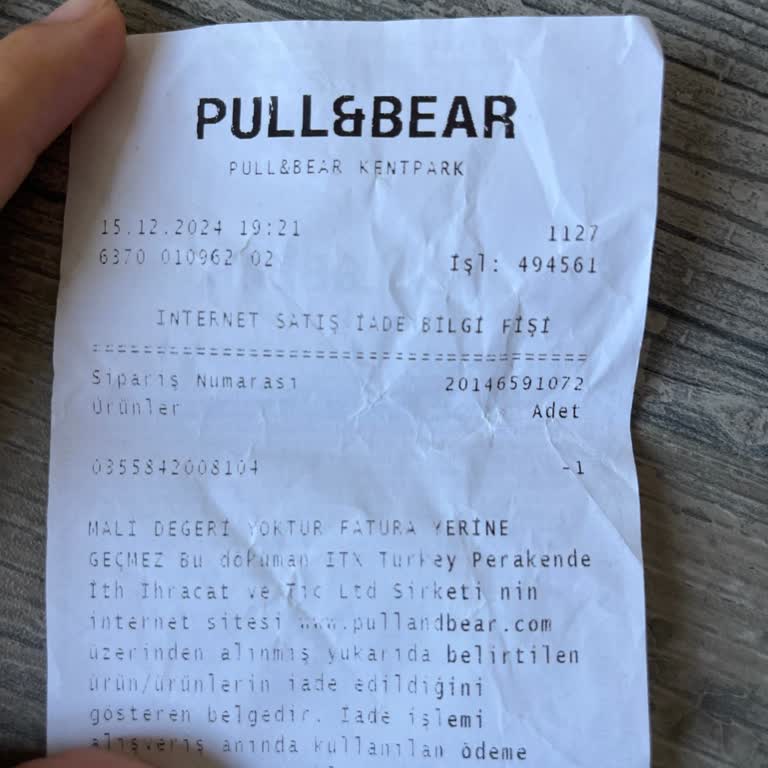 PULL&BEAR
PULL&BEAR KENTPARK
15.12.2024 19:21 1127
6370 010962 02 İşl: 494561
INTERNET SATIŞ İADE BİLGİ FİŞİ
Sipariş Numarası 20146591072
Ürünler Adet
0355842008104 -1
MALİ DEGERİ YOKTUR FATURA YERİNE
GEÇMEZ Bu döküman ITX Turkey Perakende
İth İhracat ve Tic Ltd Sirketi nin
internet sitesi www.pullandbear.com
üzerinden alınmış yukarıda belirtilen
ürün/ürünlerin iade edildiğini
gösteren belgedir. İade işlemi
alışveriş anında kullanılan ödeme